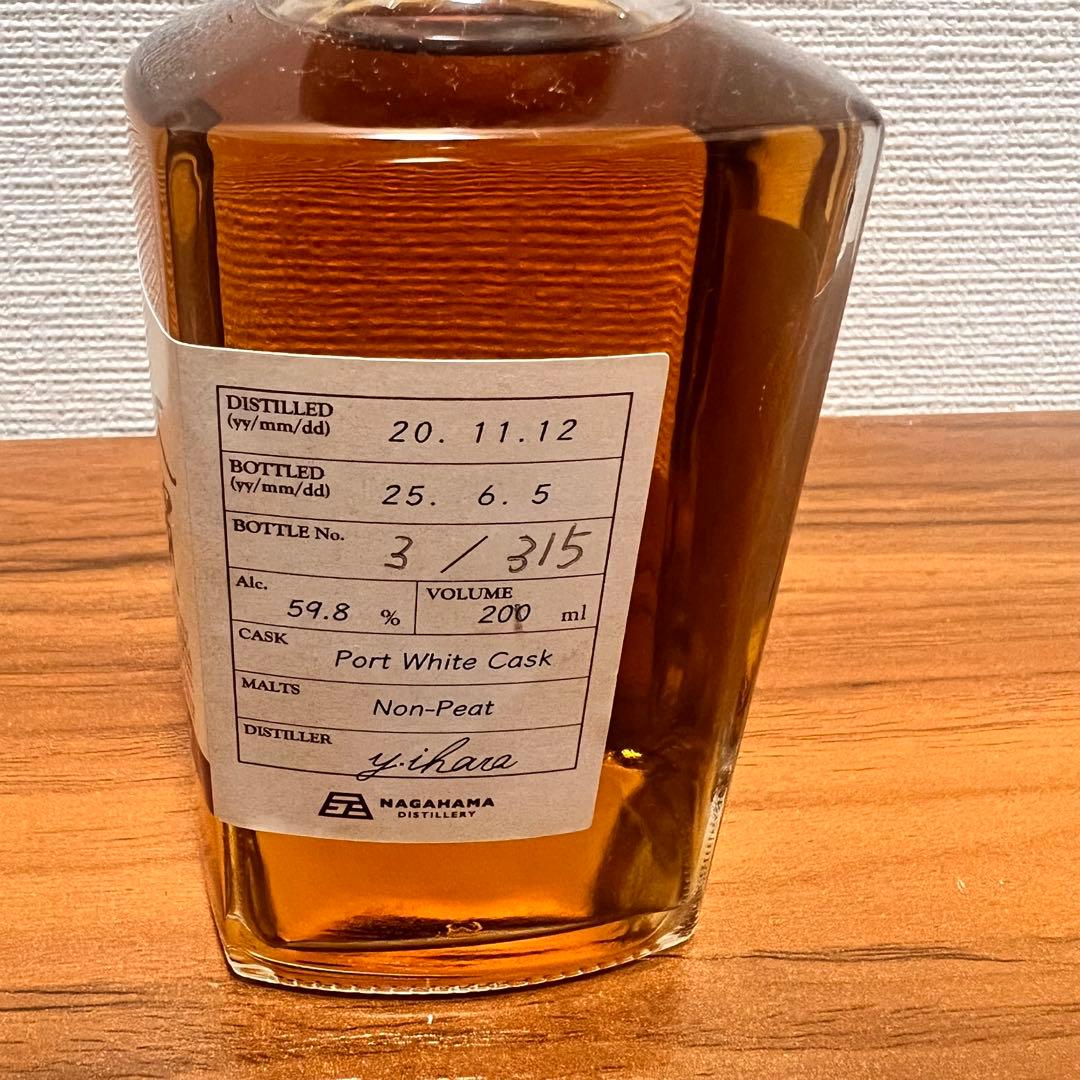 DISTILLED
(yy/mm/dd) 20. 11. 12
BOTTLED
(yy/mm/dd) 25. 6. 5
BOTTLE No. 3 / 315
Alc. 59.8 %
VOLUME 200 ml
CASK Port White Cask
MALTS Non-Peat
DISTILLER y.ihara
NAGAHAMA
DISTILLERY